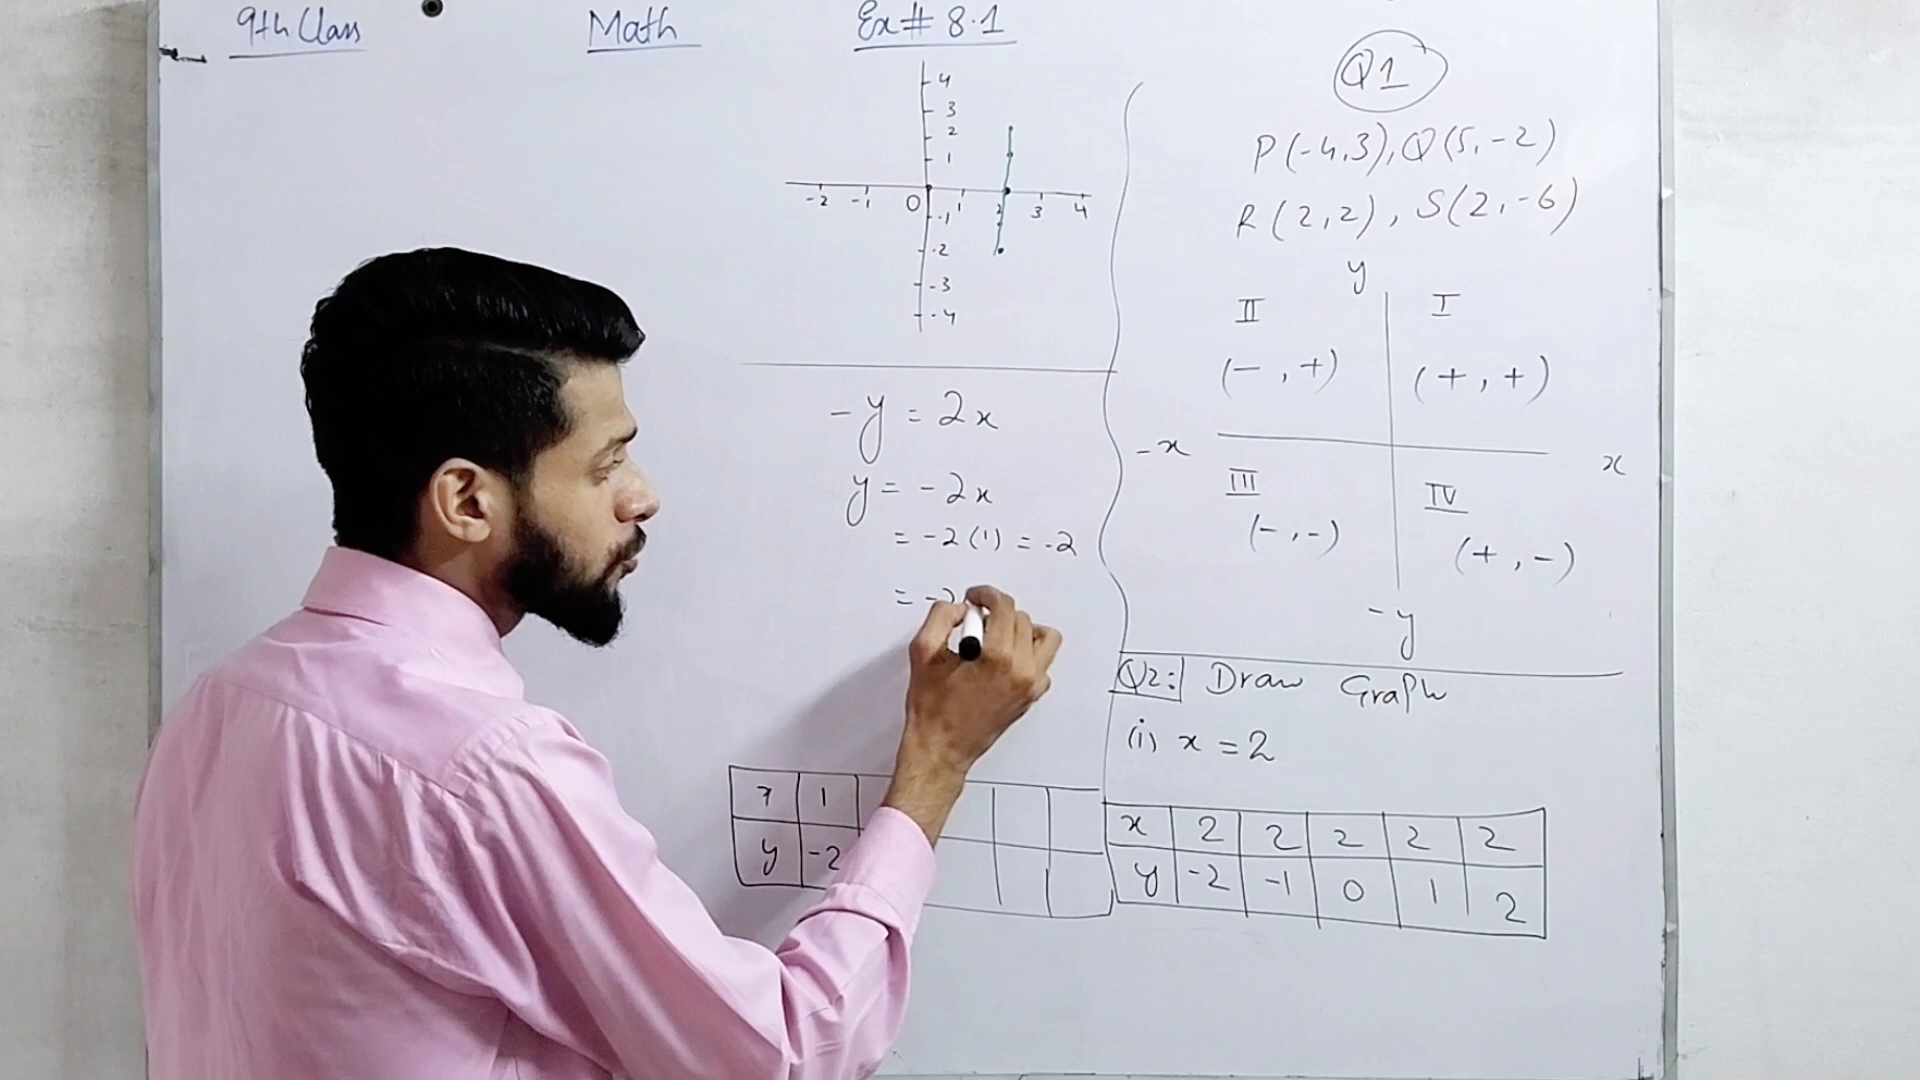 9th Class Math Ex# 8.1
4
3
2
1
-2 -1 0 1 2 3 4
-1
-2
-3
-4
-y = 2x
y = -2x
= -2(1) = -2
= -2
x 1
y -2
Q1
P(-4,3), Q(5,-2)
R(2,2), S(2,-6)
y
II I
(-,+) (+,+)
-x x
III IV
(-,-) (+,-)
-y
Q2: Draw Graph
(i) x = 2
x 2 2 2 2 2
y -2 -1 0 1 2